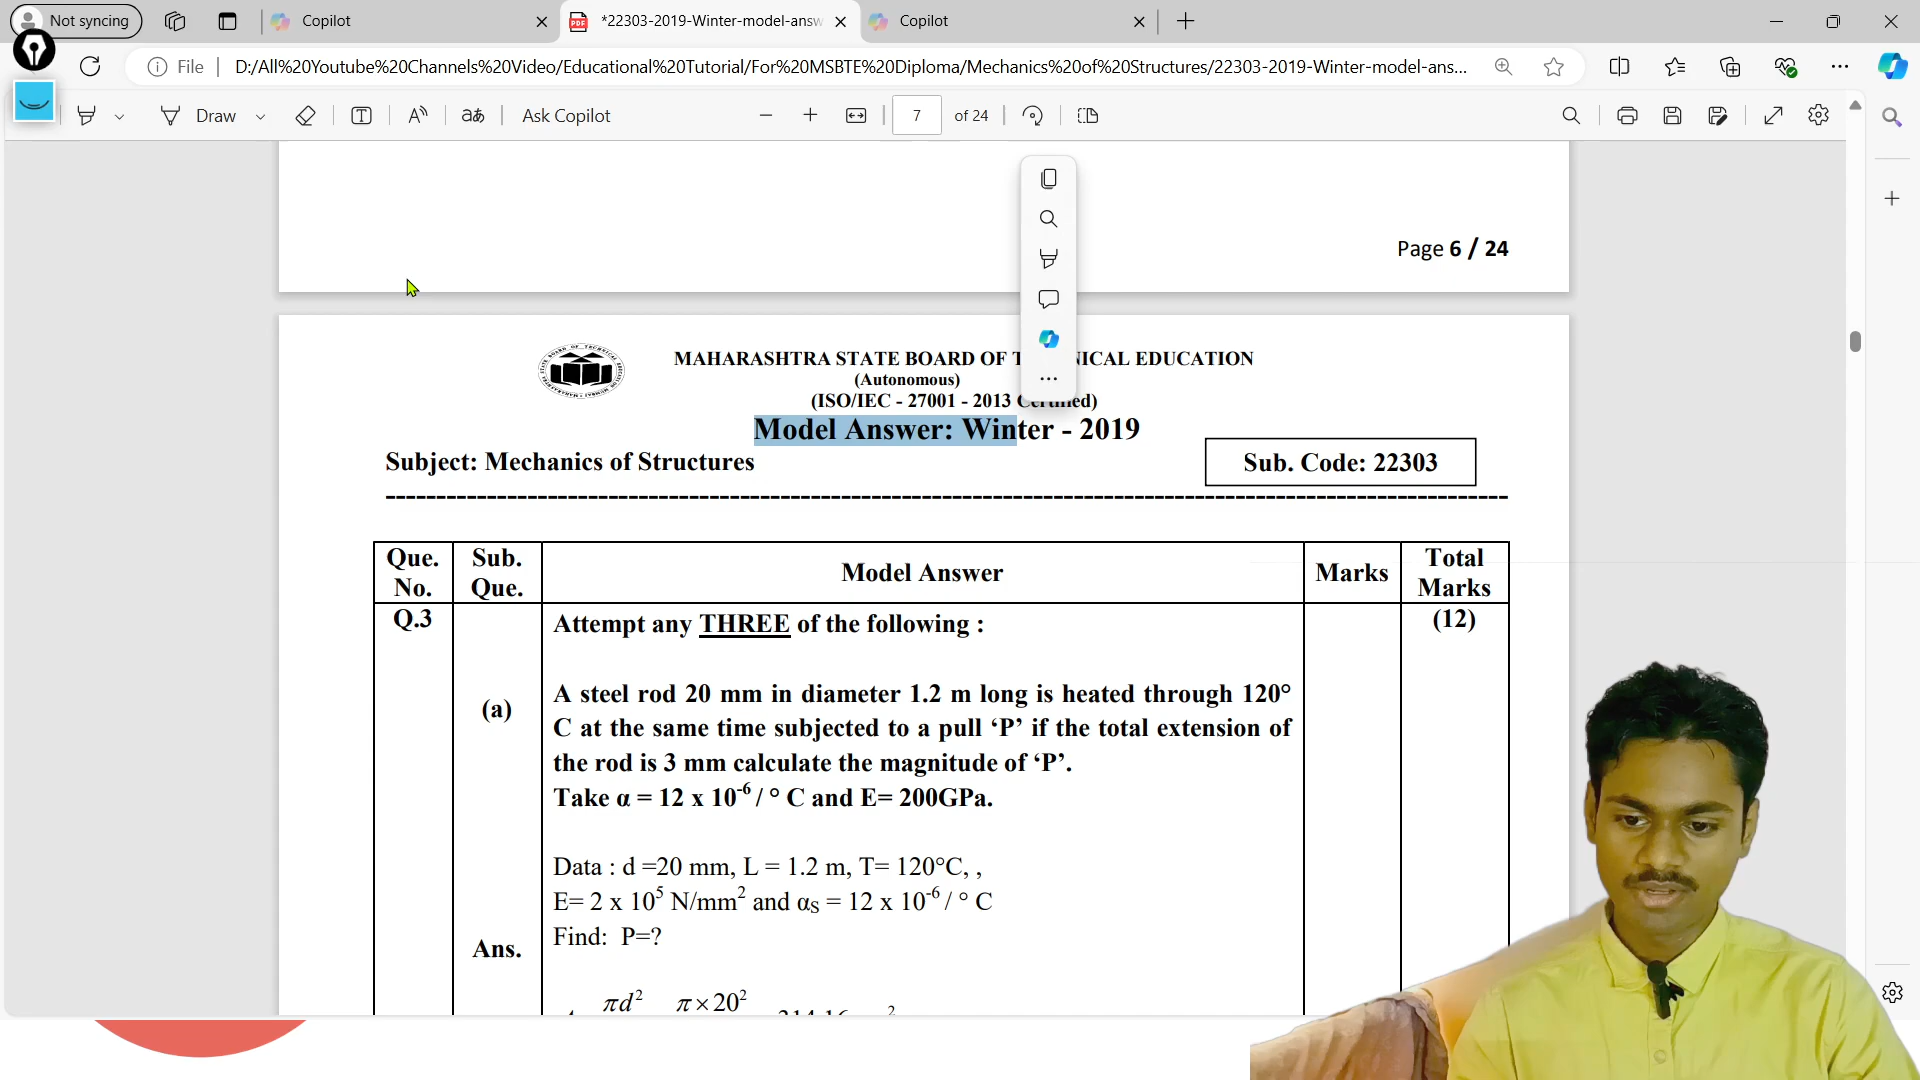 Not syncing
Copilot
*22303-2019-Winter-model-answ
Copilot
File
D:/All%20Youtube%20Channels%20Video/Educational%20Tutorial/For%20MSBTE%20Diploma/Mechanics%20of%20Structures/22303-2019-Winter-model-ans...
Draw
Ask Copilot
7 of 24
Page 6 / 24
MAHARASHTRA STATE BOARD OF T NICAL EDUCATION
(Autonomous)
(ISO/IEC - 27001 - 2013 Certified)
Model Answer: Winter - 2019
Subject: Mechanics of Structures
Sub. Code: 22303
Que. No.
Sub. Que.
Model Answer
Marks
Total Marks
Q.3
Attempt any THREE of the following :
(12)
(a)
A steel rod 20 mm in diameter 1.2 m long is heated through 120°
C at the same time subjected to a pull ‘P’ if the total extension of
the rod is 3 mm calculate the magnitude of ‘P’.
Take α = 12 x 10⁻⁶ / ° C and E= 200GPa.
Data : d =20 mm, L = 1.2 m, T= 120°C, ,
E= 2 x 10⁵ N/mm² and αₛ = 12 x 10⁻⁶ / ° C
Find: P=?
Ans.
πd² π×20²